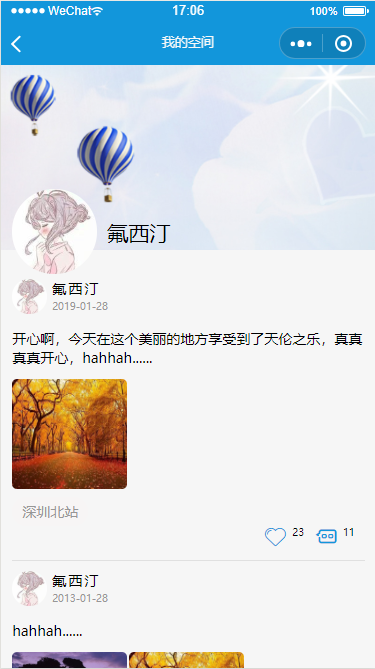 WeChat 17:06 100%
我的空间
氟西汀
氟西汀
2019-01-28
开心啊，今天在这个美丽的地方享受到了天伦之乐，真真
真真开心，hahhah......
深圳北站
23 11
氟西汀
2013-01-28
hahhah......